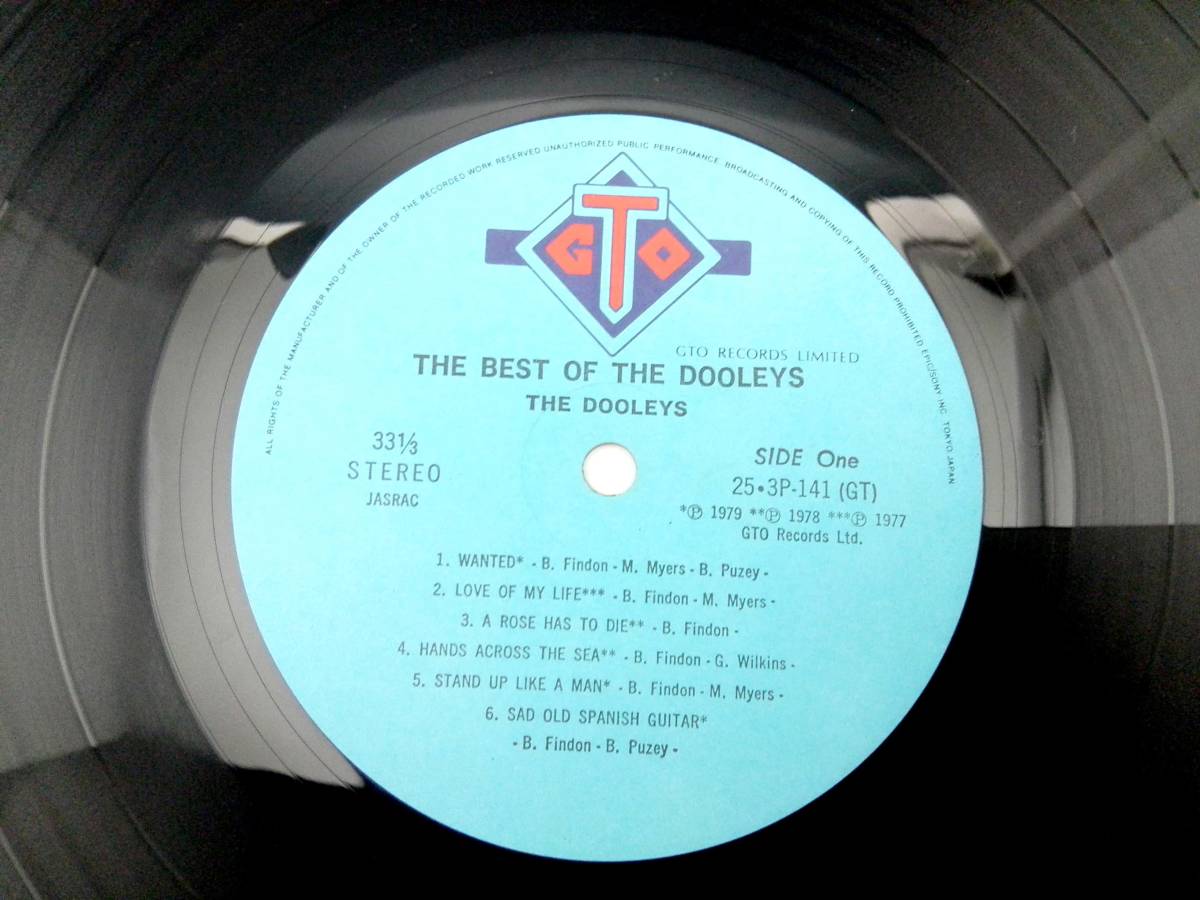 ALL RIGHTS OF THE MANUFACTURER AND OF THE OWNER OF THE RECORDED WORK RESERVED UNAUTHORIZED PUBLIC PERFORMANCE. BROADCASTING AND COPYING OF THIS RECORD PROHIBITED EPIC/SONY INC. TOKYO JAPAN
GTO
GTO RECORDS LIMITED
THE BEST OF THE DOOLEYS
THE DOOLEYS
33⅓
STEREO
JASRAC
SIDE One
25•3P-141 (GT)
*Ⓟ 1979 **Ⓟ 1978 ***Ⓟ 1977
GTO Records Ltd.
1. WANTED* - B. Findon - M. Myers - B. Puzey -
2. LOVE OF MY LIFE*** - B. Findon - M. Myers -
3. A ROSE HAS TO DIE** - B. Findon -
4. HANDS ACROSS THE SEA** - B. Findon - G. Wilkins -
5. STAND UP LIKE A MAN* - B. Findon - M. Myers -
6. SAD OLD SPANISH GUITAR*
- B. Findon - B. Puzey -